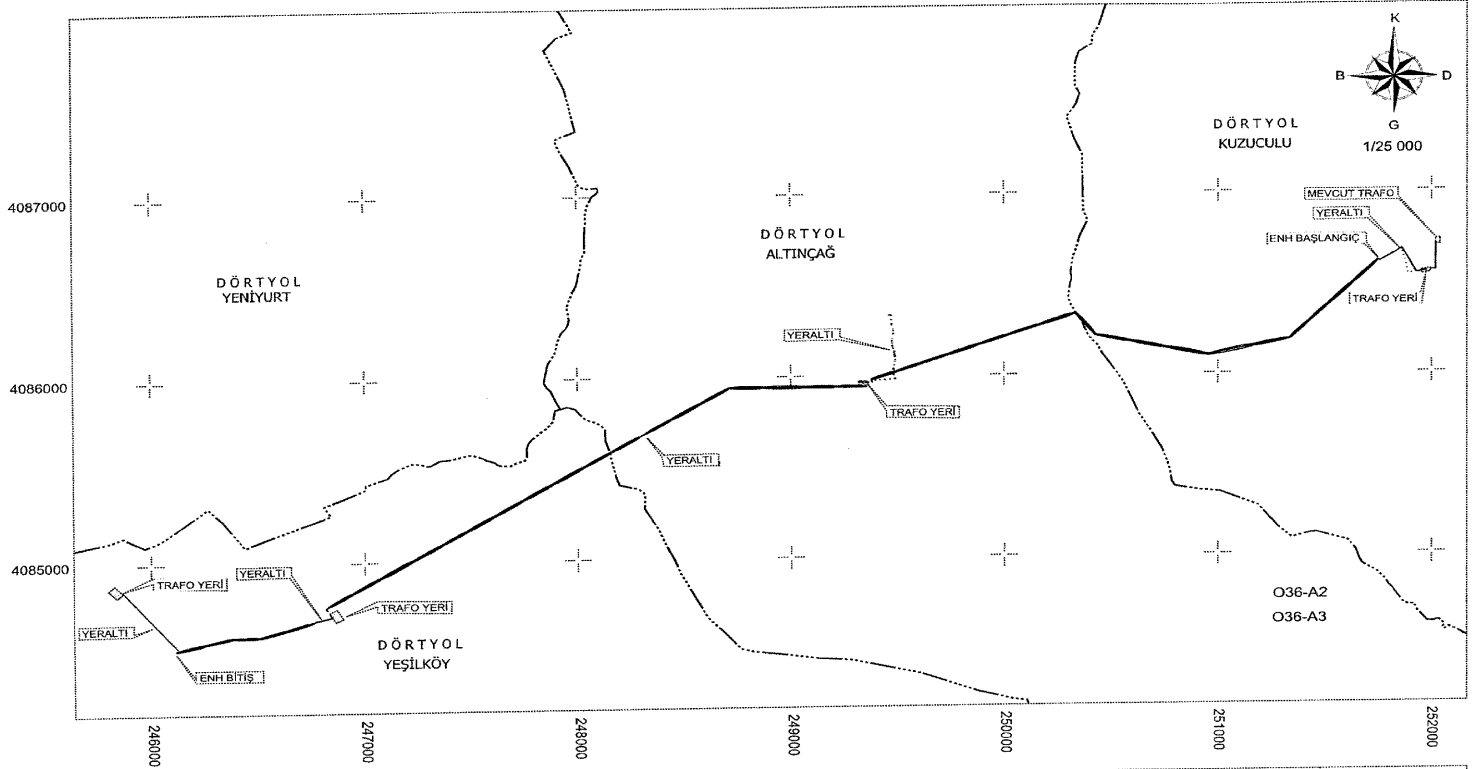 K
B
D
G
1/25 000
DÖRTYOL
KUZUCULU
MEVCUT TRAFO
YERALTI
ENH BAŞLANGIÇ
TRAFO YERİ
4087000
DÖRTYOL
YENİYURT
DÖRTYOL
ALTINÇAĞ
YERALTI
4086000
TRAFO YERİ
YERALTI
4085000
TRAFO YERİ
YERALTI
YERALTI
TRAFO YERİ
ENH BİTİŞ
DÖRTYOL
YEŞİLKÖY
O36-A2
O36-A3
246000
247000
248000
249000
250000
251000
252000